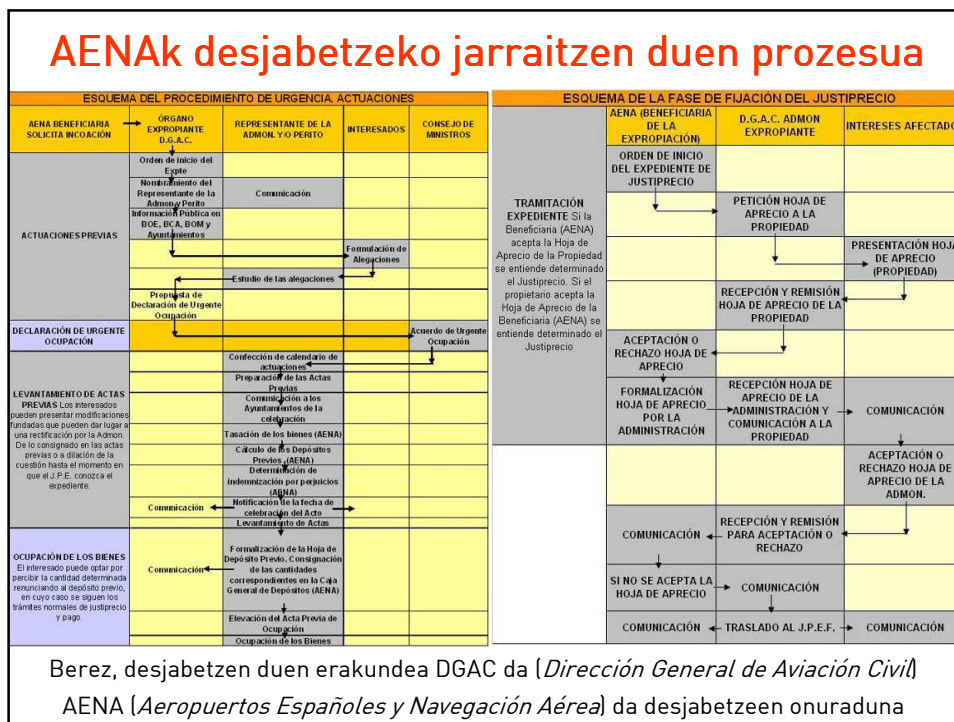 AENAk desjabetzeko jarraitzen duen prozesua
ESQUEMA DEL PROCEDIMIENTO DE URGENCIA. ACTUACIONES
AENA BENEFICIARIA
SOLICITA INCOACIÓN
ÓRGANO
EXPROPIANTE
D.G.A.C.
REPRESENTANTE DE LA
ADMON. Y/O PERITO
INTERESADOS
CONSEJO DE
MINISTROS
ACTUACIONES PREVIAS
Orden de inicio del
Expte
Nombramiento del
Representante de la
Admon y Perito
Comunicación
Información Pública en
BOE, BCA, BOM y
Ayuntamientos
Formulación de
Alegaciones
Estudio de las alegaciones
Propuesta de
Declaración de Urgente
Ocupación
DECLARACIÓN DE URGENTE
OCUPACIÓN
Acuerdo de Urgente
Ocupación
LEVANTAMIENTO DE ACTAS
PREVIAS Los interesados
pueden presentar modificaciones
fundadas que pueden dar lugar a
una rectificación por la Admon.
De lo consignado en las actas
previas o a dilación de la
cuestión hasta el momento en
que el J.P.E. conozca el
expediente.
Confección de calendario de
actuaciones
Preparación de las Actas
Previas
Comunicación a los
Ayuntamientos de la
celebración
Tasación de los bienes (AENA)
Cálculo de los Depósitos
Previos (AENA)
Determinación de
indemnización por perjuicios
(AENA)
Comunicación
Notificación de la fecha de
celebración del Acto
Levantamiento de Actas
OCUPACIÓN DE LOS BIENES
El interesado puede optar por
percibir la cantidad determinada
renunciando al depósito previo,
en cuyo caso se siguen los
trámites normales de justiprecio
y pago.
Comunicación
Formalización de la Hoja de
Depósito Previo. Consignación
de las cantidades
correspondientes en la Caja
General de Depósitos (AENA)
Elevación del Acta Previa de
Ocupación
Ocupación de los Bienes
ESQUEMA DE LA FASE DE FIJACIÓN DEL JUSTIPRECIO
AENA (BENEFICIARIA
DE LA
EXPROPIACIÓN)
D.G.A.C. ADMON
EXPROPIANTE
INTERESES AFECTADO
TRAMITACIÓN
EXPEDIENTE Si la
Beneficiaria (AENA)
acepta la Hoja de
Aprecio de la Propiedad
se entiende determinado
el Justiprecio. Si el
propietario acepta la
Hoja de Aprecio de la
Beneficiaria (AENA) se
entiende determinado el
Justiprecio
ORDEN DE INICIO
DEL EXPEDIENTE DE
JUSTIPRECIO
PETICIÓN HOJA DE
APRECIO A LA
PROPIEDAD
PRESENTACIÓN HOJA
DE APRECIO
(PROPIEDAD)
RECEPCIÓN Y REMISIÓN
HOJA DE APRECIO DE LA
PROPIEDAD
ACEPTACIÓN O
RECHAZO HOJA DE
APRECIO
FORMALIZACIÓN
HOJA DE APRECIO
POR LA
ADMINISTRACIÓN
RECEPCIÓN HOJA DE
APRECIO DE LA
ADMINISTRACIÓN Y
COMUNICACIÓN A LA
PROPIEDAD
COMUNICACIÓN
ACEPTACIÓN O
RECHAZO HOJA DE
APRECIO DE LA
ADMON.
COMUNICACIÓN
RECEPCIÓN Y REMISIÓN
PARA ACEPTACIÓN O
RECHAZO
SI NO SE ACEPTA LA
HOJA DE APRECIO
COMUNICACIÓN
COMUNICACIÓN
TRASLADO AL J.P.E.F.
COMUNICACIÓN
Berez, desjabetzen duen erakundea DGAC da (Dirección General de Aviación Civil)
AENA (Aeropuertos Españoles y Navegación Aérea) da desjabetzeen onuraduna